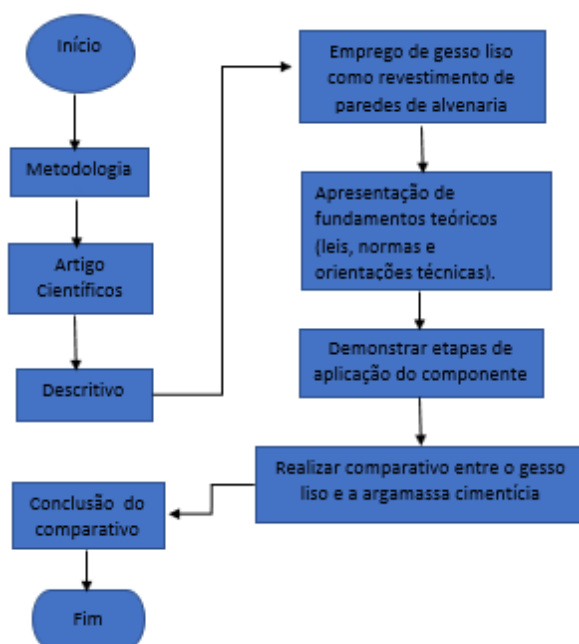 Início
Metodologia
Artigo
Científicos
Descritivo
Emprego de gesso liso
como revestimento de
paredes de alvenaria
Apresentação de
fundamentos teóricos
(leis, normas e
orientações técnicas).
Demonstrar etapas de
aplicação do componente
Realizar comparativo entre o gesso
liso e a argamassa cimentícia
Conclusão do
comparativo
Fim